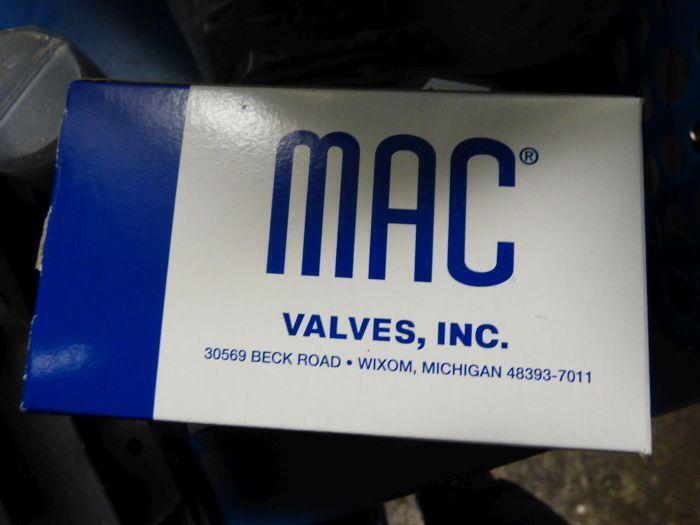 MAC®
VALVES, INC.
30569 BECK ROAD • WIXOM, MICHIGAN 48393-7011